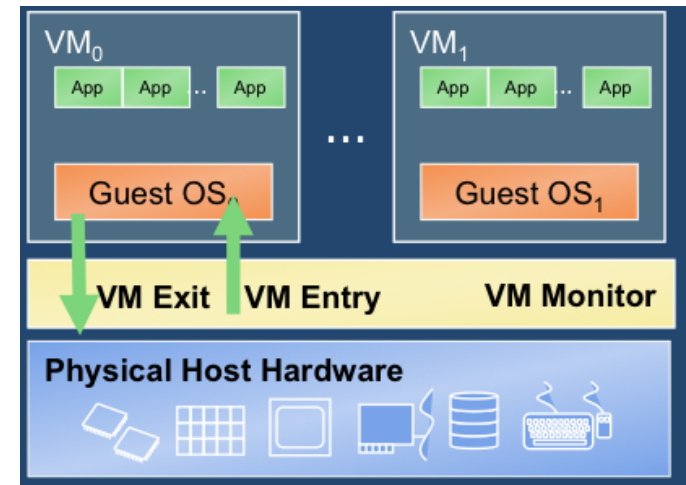 VM₀ VM₁
App App ... App App App ... App
...
Guest OS₀ Guest OS₁
VM Exit VM Entry VM Monitor
Physical Host Hardware